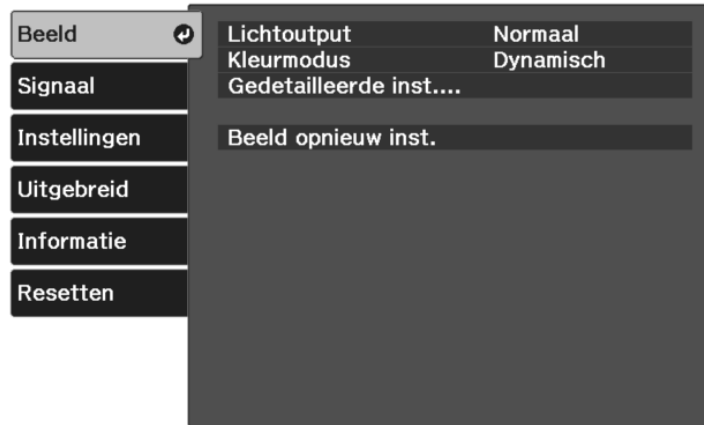 Beeld
Signaal
Instellingen
Uitgebreid
Informatie
Resetten
Lichtoutput Normaal
Kleurmodus Dynamisch
Gedetailleerde inst....
Beeld opnieuw inst.